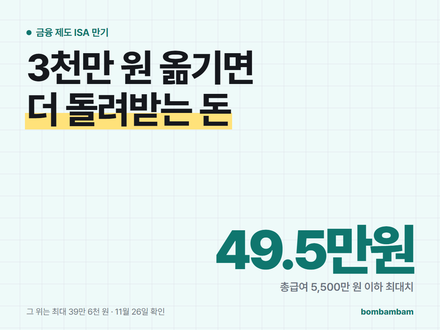 금융 제도 ISA 만기
3천만 원 옮기면
더 돌려받는 돈
49.5만원
총급여 5,500만 원 이하 최대치
그 위는 최대 39만 6천 원 · 11월 26일 확인
bombambam